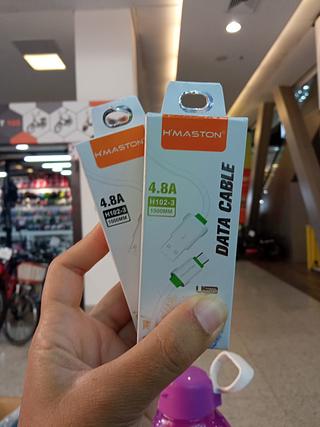 H'MASTON
4.8A
H102-3
1000MM
H'MASTON
4.8A
H102-3
1000MM
DATA CABLE